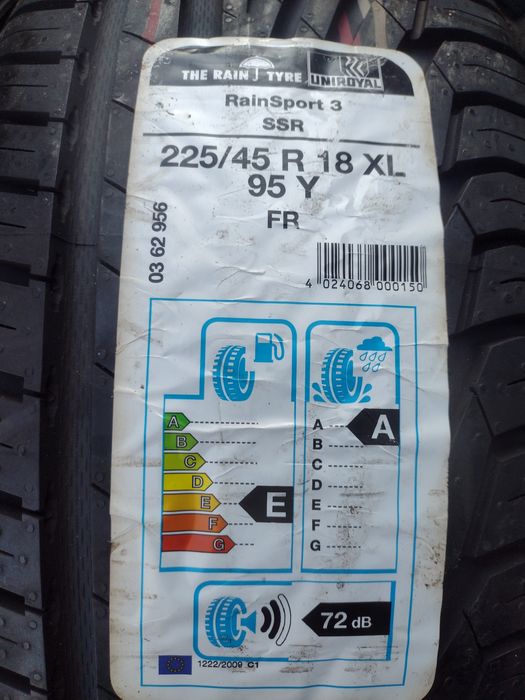 THE RAIN TYRE UNIROYAL
RainSport 3
SSR
225/45 R 18 XL
95 Y
FR
03 62 956
4 024068 000150
A
B
C
D
E
F
G
E
A
B
C
D
E
F
G
A
72 dB
1222/2009 C1